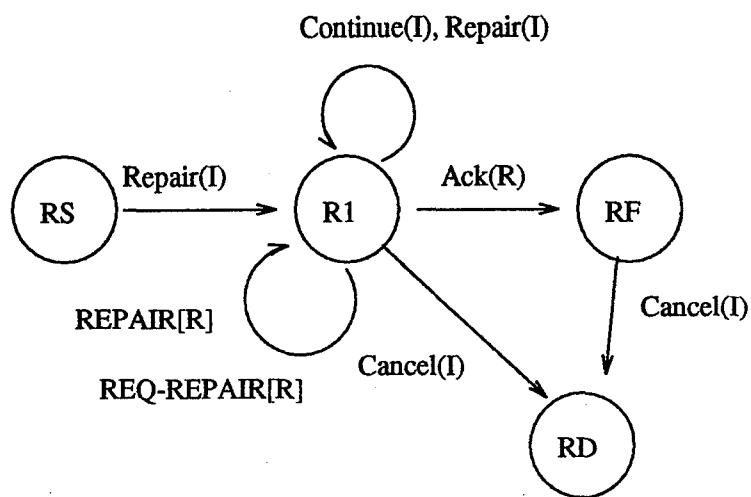 Continue(I), Repair(I)
Repair(I)
Ack(R)
RS
R1
RF
Cancel(I)
REPAIR[R]
Cancel(I)
REQ-REPAIR[R]
RD